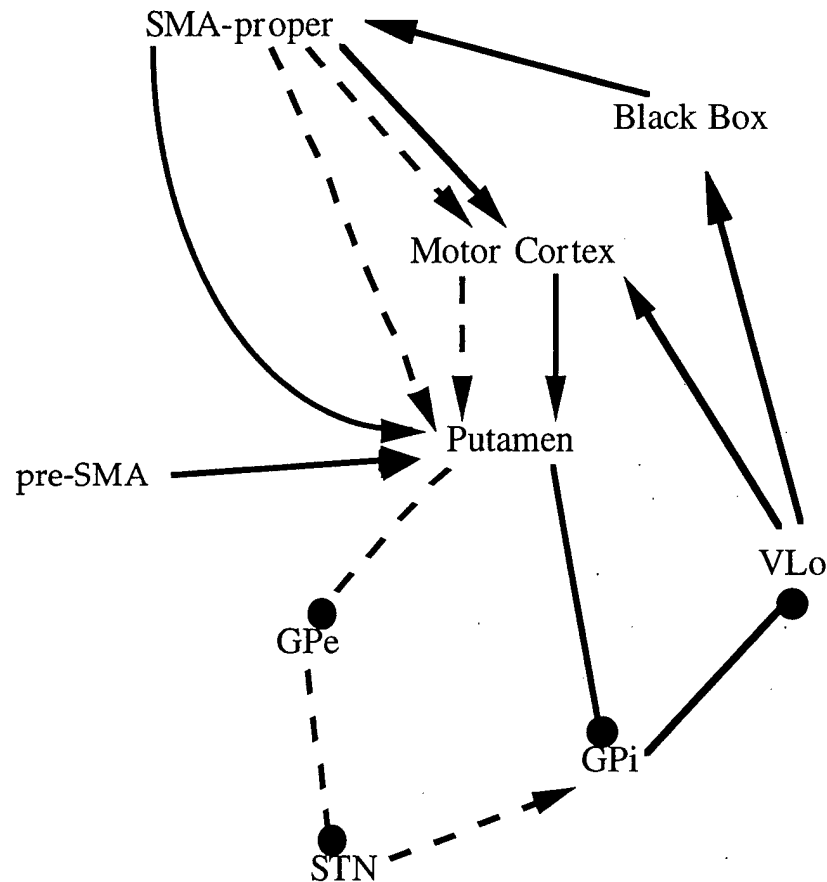 SMA-proper
Black Box
Motor Cortex
Putamen
pre-SMA
VLo
GPe
GPi
STN